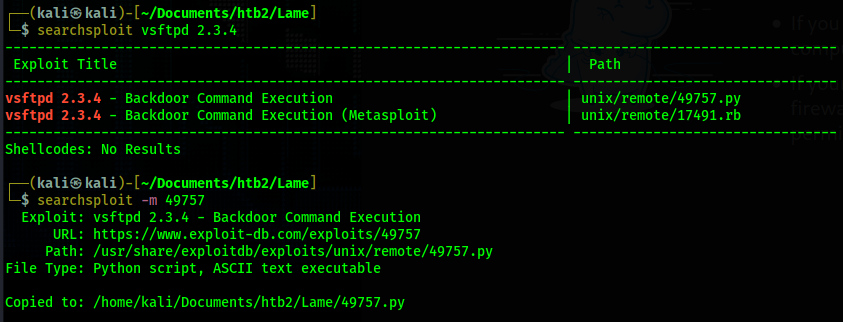 ┌──(kali㉿kali)-[~/Documents/htb2/Lame]
└─$ searchsploit vsftpd 2.3.4
---------------------------------------------------------------------- ---------------------------------
 Exploit Title                                                        |  Path
---------------------------------------------------------------------- ---------------------------------
vsftpd 2.3.4 - Backdoor Command Execution                             | unix/remote/49757.py
vsftpd 2.3.4 - Backdoor Command Execution (Metasploit)                | unix/remote/17491.rb
---------------------------------------------------------------------- ---------------------------------
Shellcodes: No Results
┌──(kali㉿kali)-[~/Documents/htb2/Lame]
└─$ searchsploit -m 49757
  Exploit: vsftpd 2.3.4 - Backdoor Command Execution
      URL: https://www.exploit-db.com/exploits/49757
     Path: /usr/share/exploitdb/exploits/unix/remote/49757.py
File Type: Python script, ASCII text executable
Copied to: /home/kali/Documents/htb2/Lame/49757.py
If you
firewa